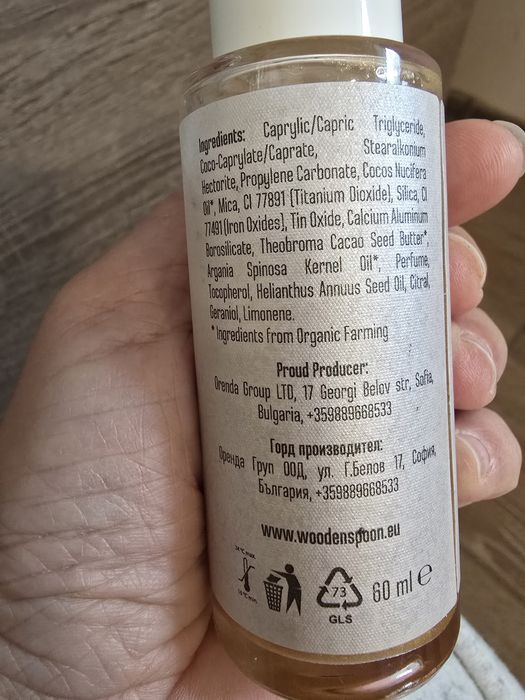 Ingredients: Caprylic/Capric Triglyceride,
Coco-Caprylate/Caprate, Stearalkonium
Hectorite, Propylene Carbonate, Cocos Nucifera
Oil*, Mica, CI 77891 (Titanium Dioxide), Silica, CI
77491 (Iron Oxides), Tin Oxide, Calcium Aluminum
Borosilicate, Theobroma Cacao Seed Butter*,
Argania Spinosa Kernel Oil*, Perfume,
Tocopherol, Helianthus Annuus Seed Oil, Citral,
Geraniol, Limonene.
* Ingredients from Organic Farming
Proud Producer:
Orenda Group LTD, 17 Georgi Belov str, Sofia,
Bulgaria, +359889668533
Горд производител:
Оренда Груп ООД, ул. Г.Белов 17, София,
България, +359889668533
www.woodenspoon.eu
24 °C max.
16 °C min
73
GLS
60 ml e